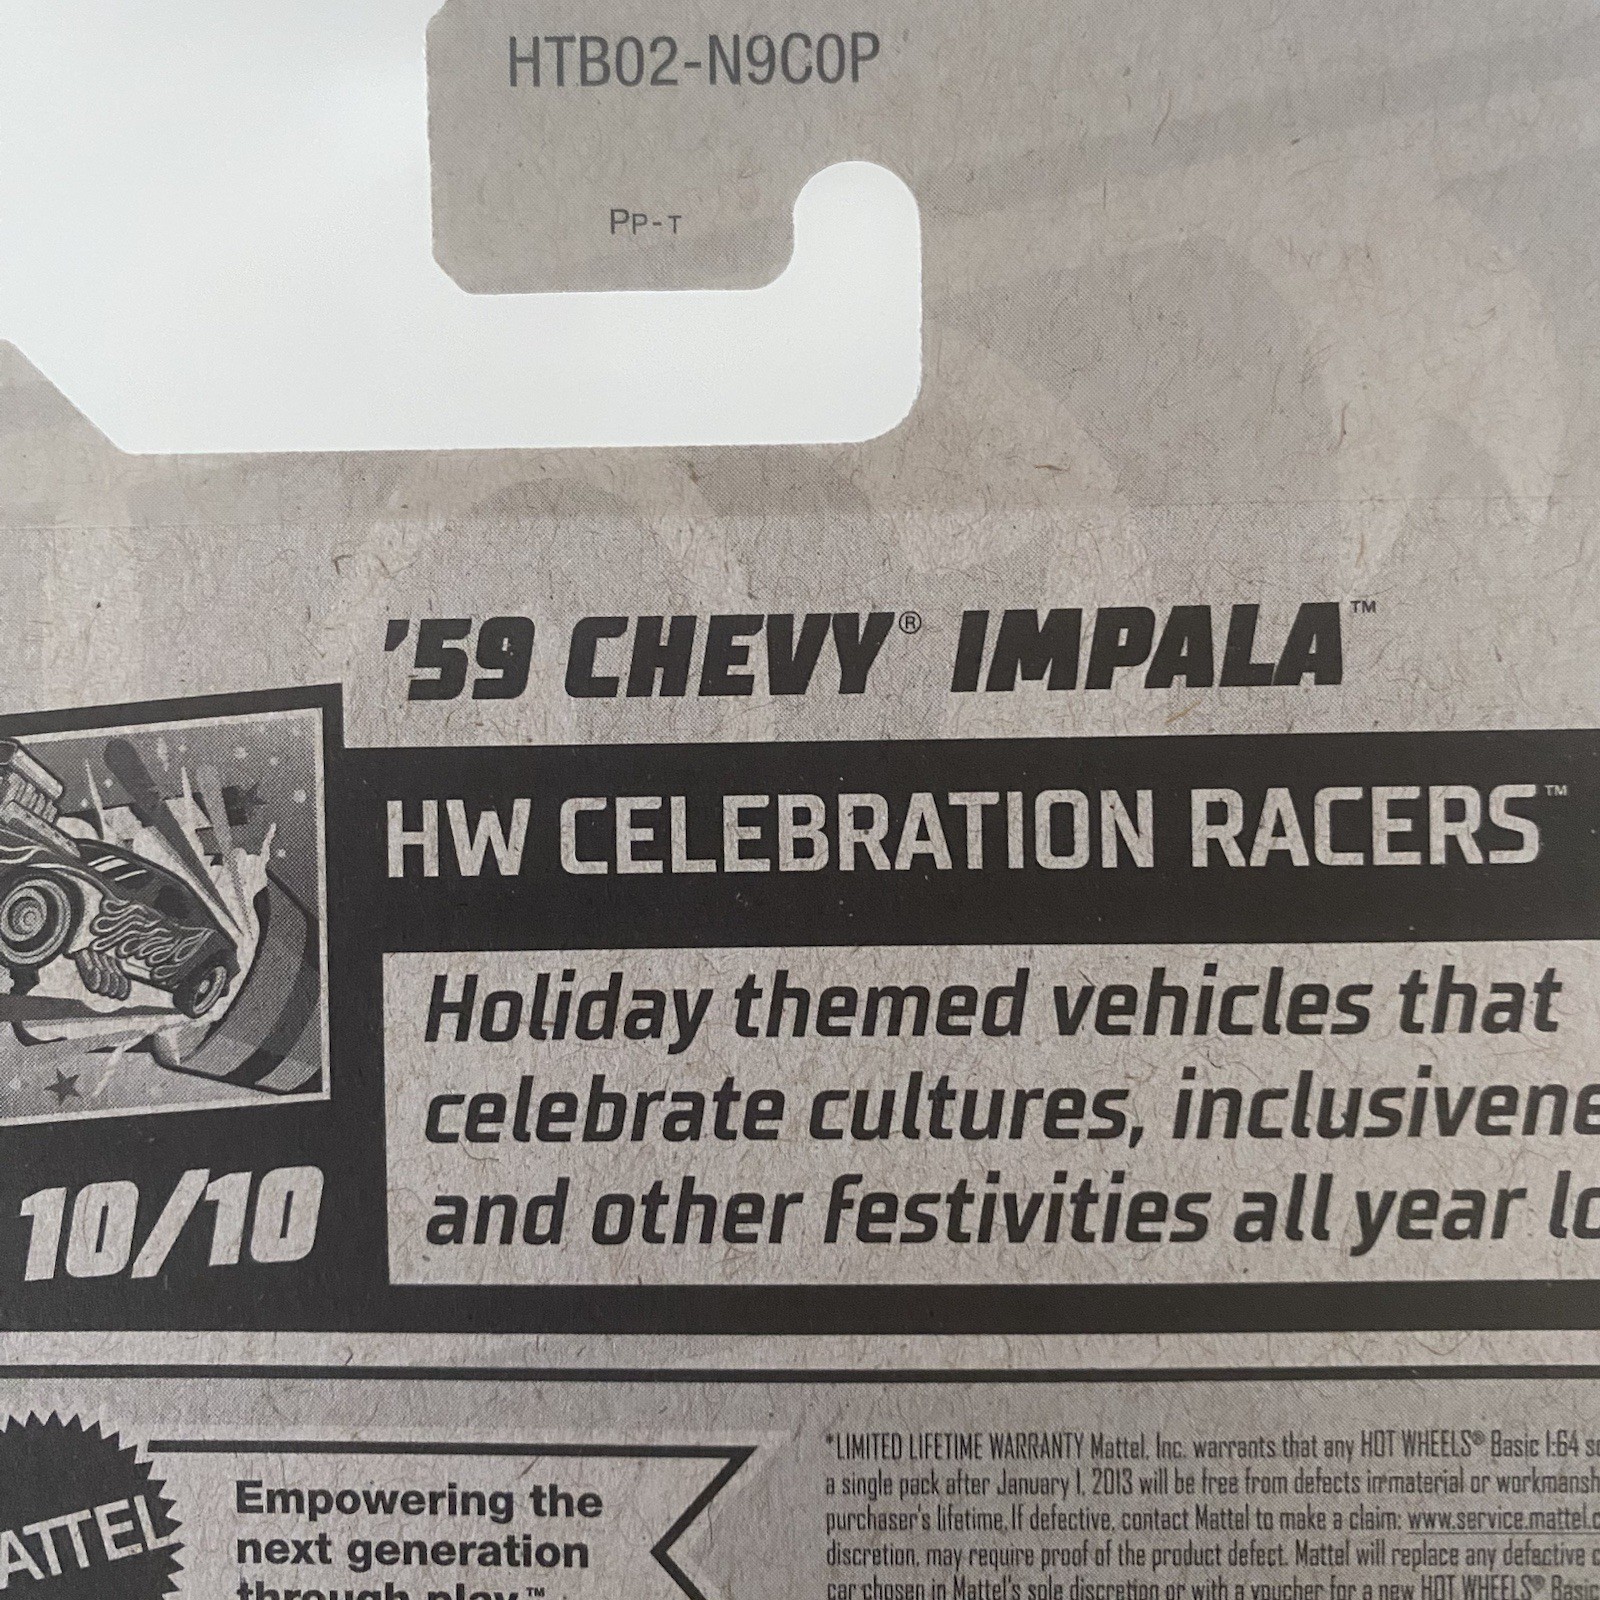 HTB02-N9C0P
PP-T
'59 CHEVY® IMPALA™
HW CELEBRATION RACERS™
Holiday themed vehicles that
celebrate cultures, inclusivene
and other festivities all year lo
10/10
ATTEL
Empowering the
next generation
through play.™
*LIMITED LIFETIME WARRANTY Mattel, Inc. warrants that any HOT WHEELS® Basic 1:64 sc
a single pack after January 1, 2013 will be free from defects in material or workmansh
purchaser's lifetime. If defective, contact Mattel to make a claim: www.service.mattel.c
discretion, may require proof of the product defect. Mattel will replace any defective c
car chosen in Mattel's sole discretion or with a voucher for a new HOT WHEELS® Basic